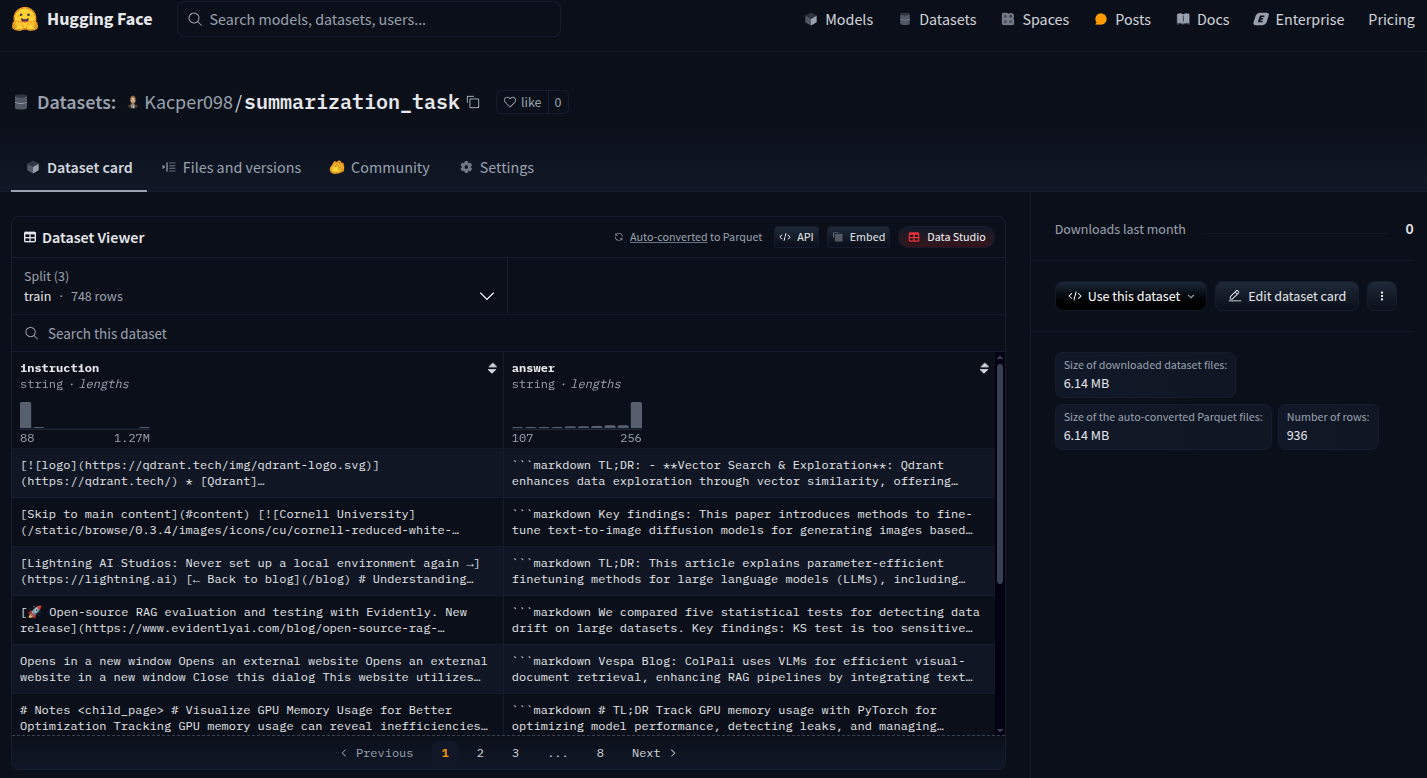 Hugging Face
Search models, datasets, users...
Models
Datasets
Spaces
Posts
Docs
Enterprise
Pricing
Datasets: Kacper098/summarization_task
like 0
Dataset card
Files and versions
Community
Settings
Dataset Viewer
Auto-converted to Parquet
API
Embed
Data Studio
Split (3)
train · 748 rows
Search this dataset
instruction
string · lengths
88 1.27M
answer
string · lengths
107 256
[![logo](https://qdrant.tech/img/qdrant-logo.svg)]
(https://qdrant.tech/) * [Qdrant]…
```markdown TL;DR: - **Vector Search & Exploration**: Qdrant
enhances data exploration through vector similarity, offering…
[Skip to main content](#content) [![Cornell University]
(/static/browse/0.3.4/images/icons/cu/cornell-reduced-white-…
```markdown Key findings: This paper introduces methods to fine-
tune text-to-image diffusion models for generating images based…
[Lightning AI Studios: Never set up a local environment again →]
(https://lightning.ai) [← Back to blog](/blog) # Understanding…
```markdown TL;DR: This article explains parameter-efficient
finetuning methods for large language models (LLMs), including…
[🚀 Open-source RAG evaluation and testing with Evidently. New
release](https://www.evidentlyai.com/blog/open-source-rag-…
```markdown We compared five statistical tests for detecting data
drift on large datasets. Key findings: KS test is too sensitive…
Opens in a new window Opens an external website Opens an external
website in a new window Close this dialog This website utilizes…
```markdown Vespa Blog: ColPali uses VLMs for efficient visual-
document retrieval, enhancing RAG pipelines by integrating text…
# Notes <child_page> # Visualize GPU Memory Usage for Better
Optimization Tracking GPU memory usage can reveal inefficiencies…
```markdown # TL;DR Track GPU memory usage with PyTorch for
optimizing model performance, detecting leaks, and managing…
< Previous 1 2 3 ... 8 Next >
Downloads last month 0
Use this dataset
Edit dataset card
Size of downloaded dataset files:
6.14 MB
Size of the auto-converted Parquet files:
6.14 MB
Number of rows:
936